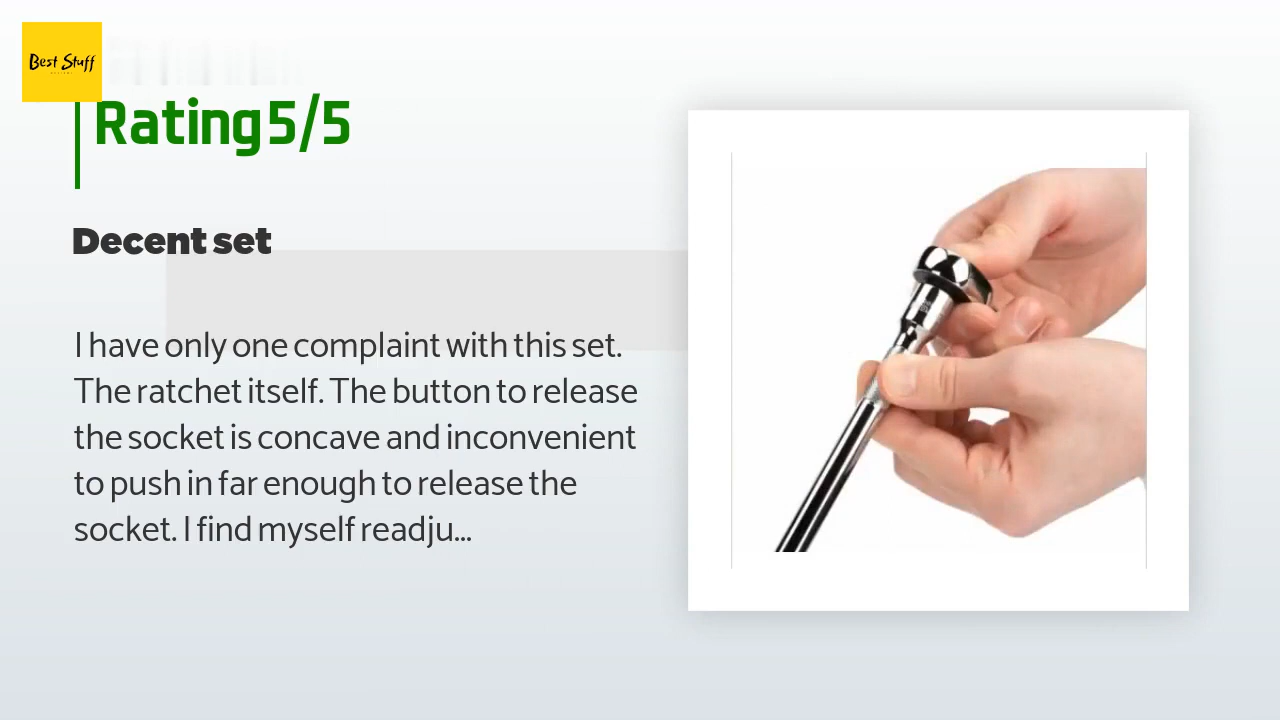 Best Stuff
Rating 5/5
Decent set
I have only one complaint with this set.
The ratchet itself. The button to release
the socket is concave and inconvenient
to push in far enough to release the
socket. I find myself readju...